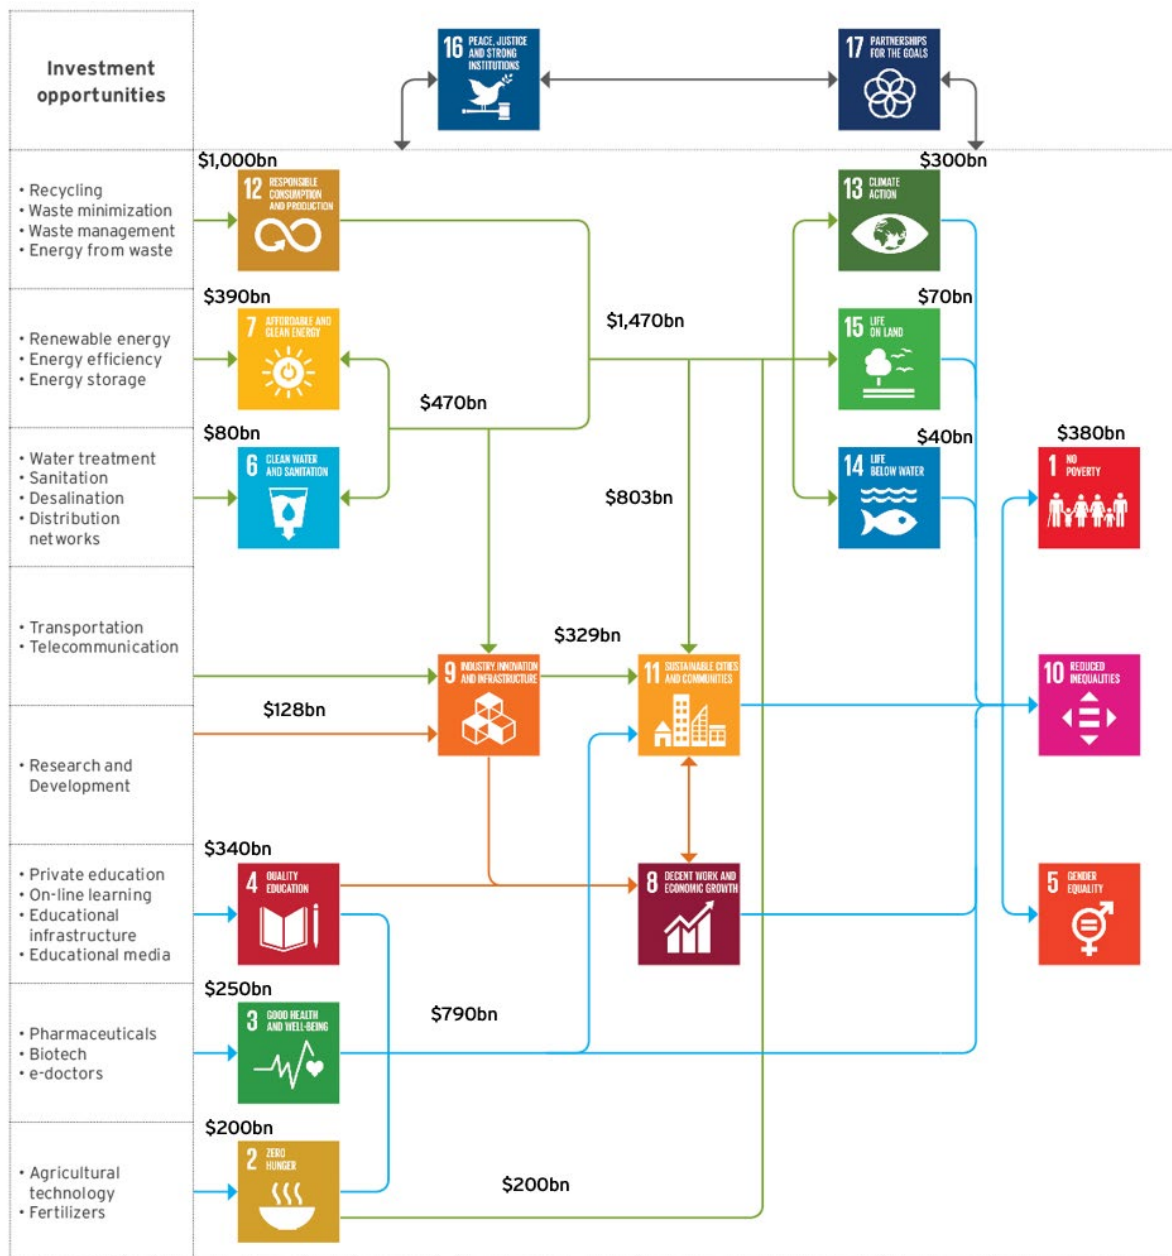 Investment
opportunities
16 PEACE, JUSTICE
AND STRONG
INSTITUTIONS
17 PARTNERSHIPS
FOR THE GOALS
$1,000bn
$300bn
• Recycling
• Waste minimization
• Waste management
• Energy from waste
12 RESPONSIBLE
CONSUMPTION
AND PRODUCTION
13 CLIMATE
ACTION
$390bn
$70bn
$1,470bn
• Renewable energy
• Energy efficiency
• Energy storage
7 AFFORDABLE AND
CLEAN ENERGY
15 LIFE
ON LAND
$470bn
$80bn
$40bn
$380bn
• Water treatment
• Sanitation
• Desalination
• Distribution
networks
6 CLEAN WATER
AND SANITATION
14 LIFE
BELOW WATER
1 NO
POVERTY
$803bn
• Transportation
• Telecommunication
$329bn
9 INDUSTRY, INNOVATION
AND INFRASTRUCTURE
11 SUSTAINABLE CITIES
AND COMMUNITIES
10 REDUCED
INEQUALITIES
$128bn
• Research and
Development
$340bn
• Private education
• On-line learning
• Educational
infrastructure
• Educational media
4 QUALITY
EDUCATION
8 DECENT WORK AND
ECONOMIC GROWTH
5 GENDER
EQUALITY
$250bn
$790bn
• Pharmaceuticals
• Biotech
• e-doctors
3 GOOD HEALTH
AND WELL-BEING
$200bn
• Agricultural
technology
• Fertilizers
2 ZERO
HUNGER
$200bn